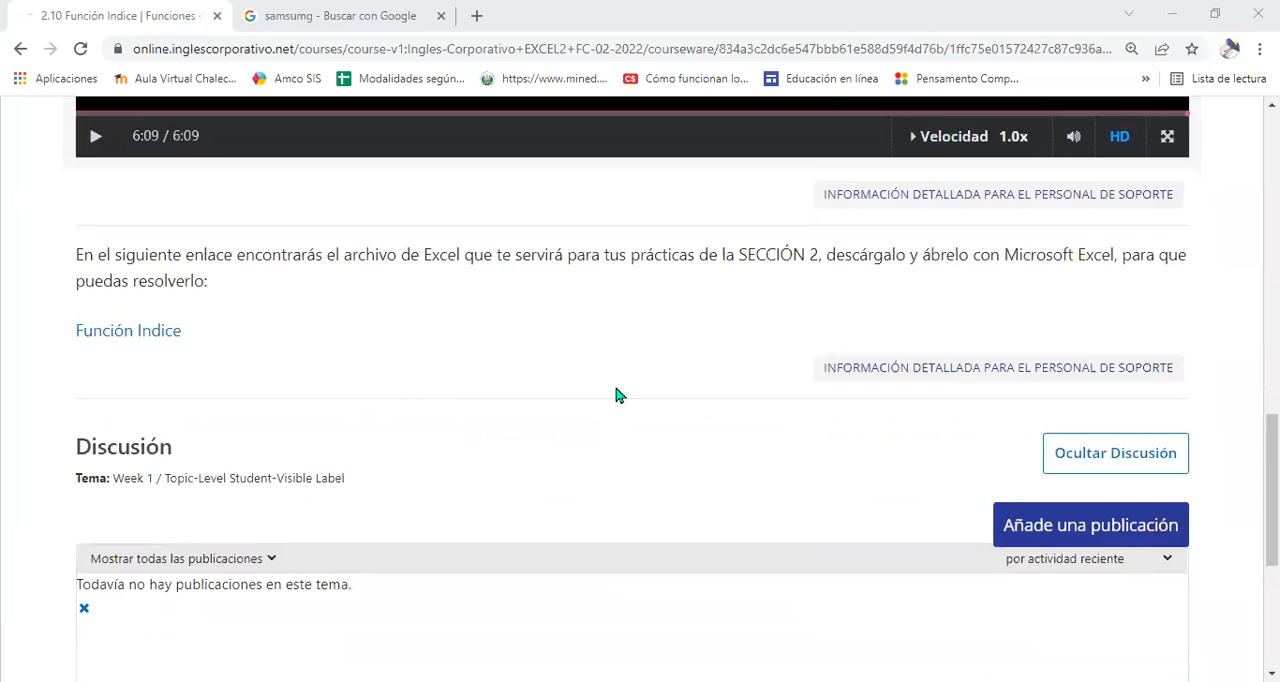 2.10 Función Indice | Funciones
samsumg - Buscar con Google
online.inglescorporativo.net/courses/course-v1:Ingles-Corporativo+EXCEL2+FC-02-2022/courseware/834a3c2dc6e547bbb61e588d59f4d76b/1ffc75e01572427c87c936a...
Aplicaciones
Aula Virtual Chalec...
Amco SIS
Modalidades según,...
https://www.mined....
CS
Cómo funciona lo...
Educación en línea
Pensamento Comp...
»
Lista de lectura
6:09 / 6:09
Velocidad 1.0x
HD
INFORMACIÓN DETALLADA PARA EL PERSONAL DE SOPORTE
En el siguiente enlace encontrarás el archivo de Excel que te servirá para tus prácticas de la SECCIÓN 2, descárgalo y ábrelo con Microsoft Excel, para que
puedas resolverlo:
Función Indice
INFORMACIÓN DETALLADA PARA EL PERSONAL DE SOPORTE
Discusión
Ocultar Discusión
Tema: Week 1 / Topic-Level Student-Visible Label
Añade una publicación
Mostrar todas las publicaciones
por actividad reciente
Todavía no hay publicaciones en este tema.